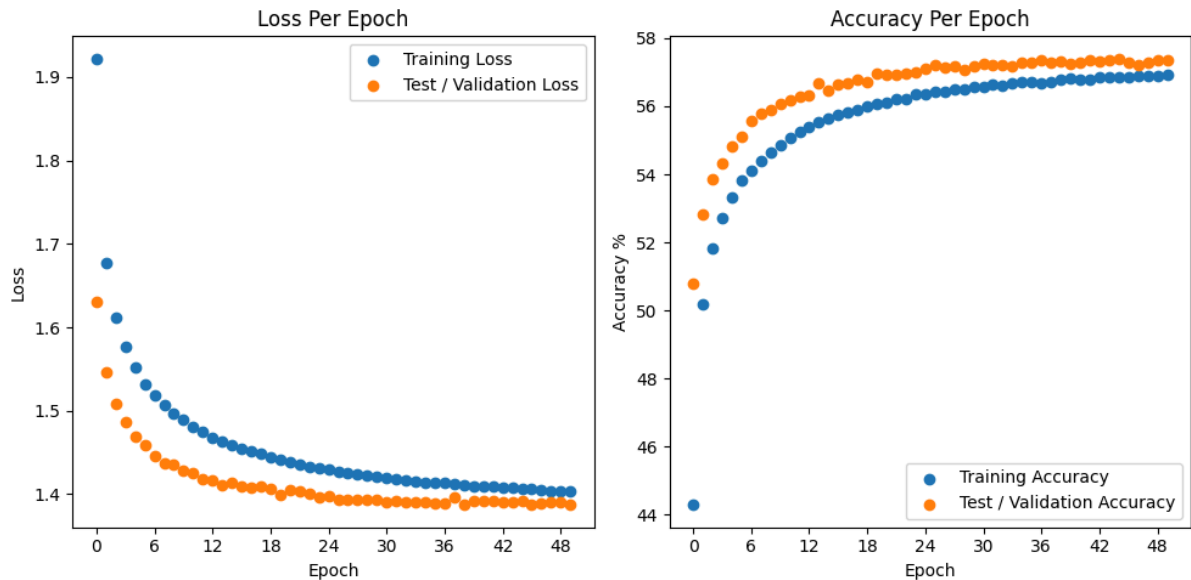 Loss Per Epoch
Training Loss
Test / Validation Loss
1.9
1.8
1.7
1.6
1.5
1.4
Loss
0 6 12 18 24 30 36 42 48
Epoch
Accuracy Per Epoch
58
56
54
52
50
48
46
44
Accuracy %
Training Accuracy
Test / Validation Accuracy
0 6 12 18 24 30 36 42 48
Epoch